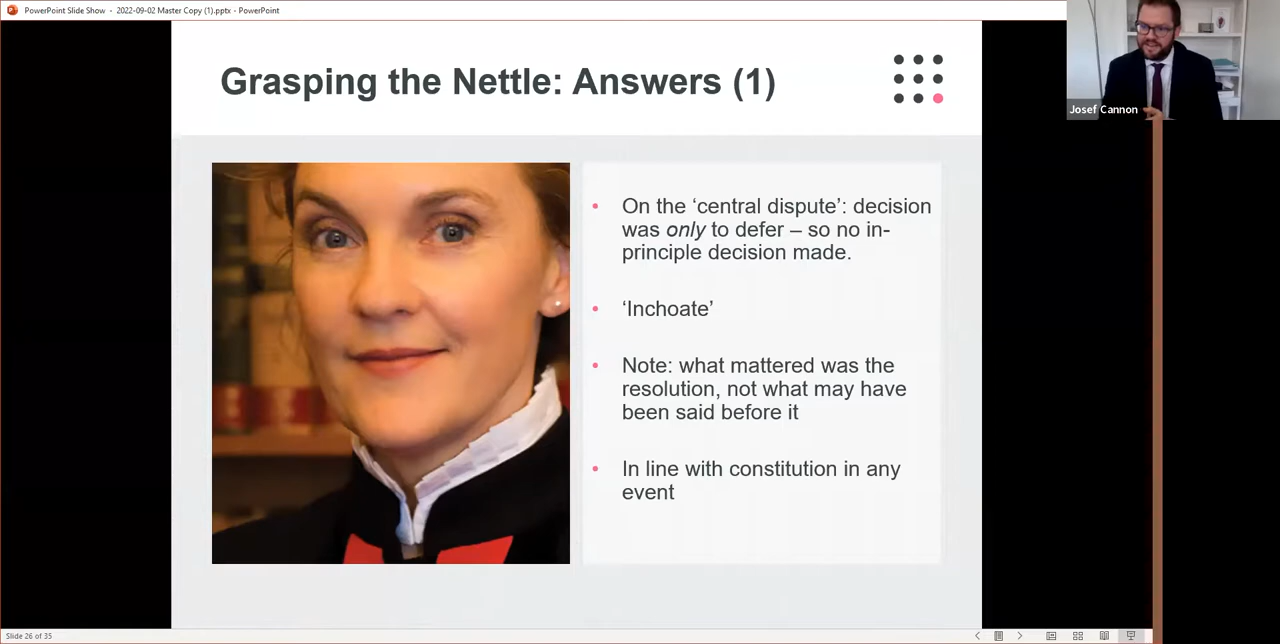 PowerPoint Slide Show - 2022-09-02 Master Copy (1).pptx - PowerPoint
Grasping the Nettle: Answers (1)
Josef Cannon
• On the ‘central dispute’: decision
was only to defer – so no in-
principle decision made.
• ‘Inchoate’
• Note: what mattered was the
resolution, not what may have
been said before it
• In line with constitution in any
event
Slide 26 of 35